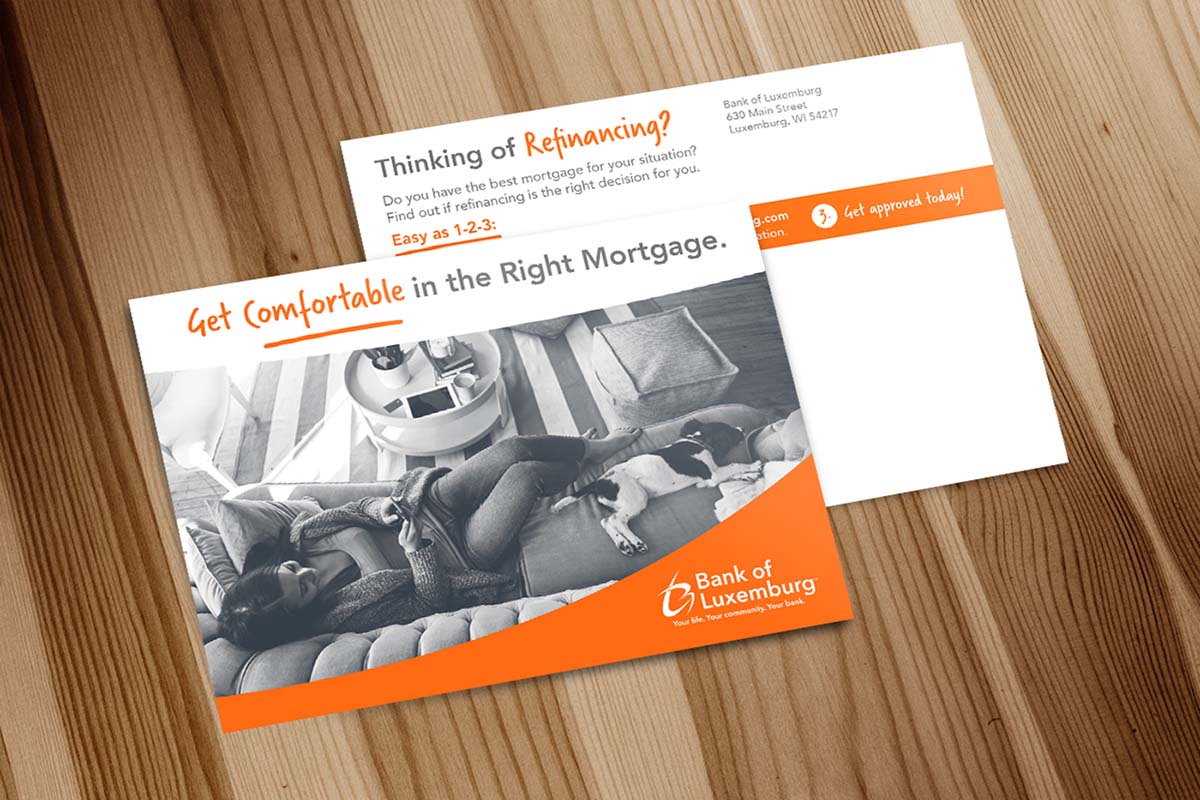 Thinking of Refinancing?
Do you have the best mortgage for your situation?
Find out if refinancing is the right decision for you.
Easy as 1-2-3:
Bank of Luxemburg
630 Main Street
Luxemburg, WI 54217
g.com
ation.
3. Get approved today!
Get Comfortable in the Right Mortgage.
Bank of
Luxemburg™
Your life. Your community. Your bank.